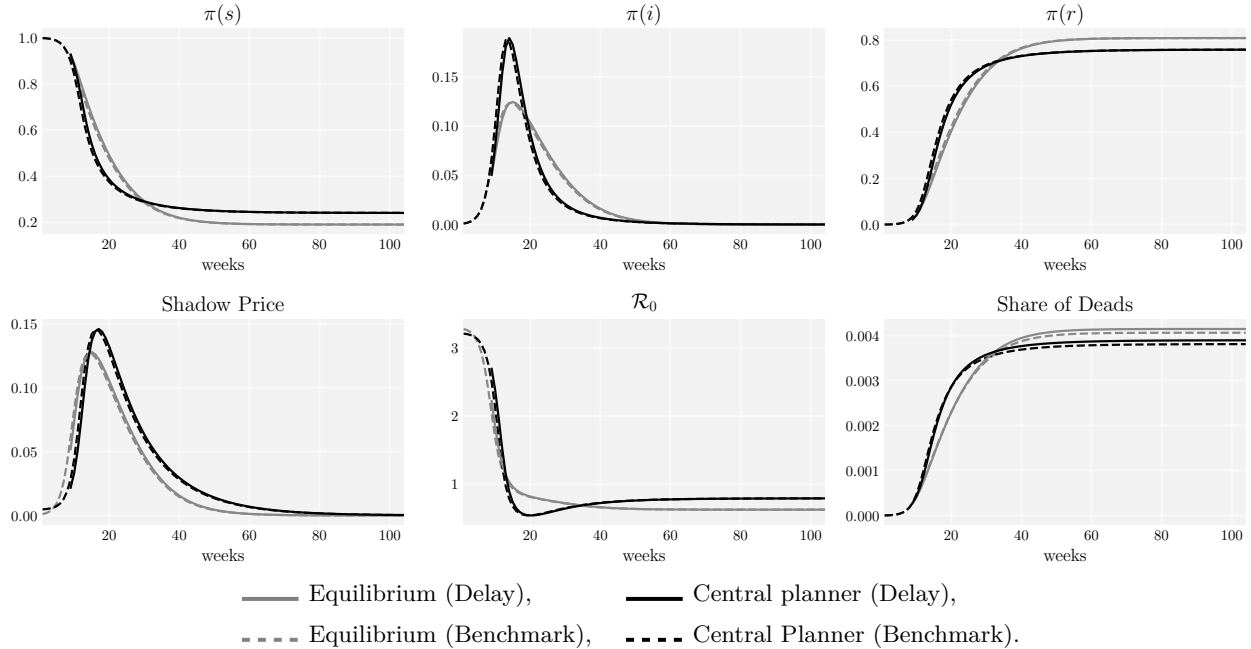 π(s)
π(i)
π(r)
1.0
0.8
0.6
0.4
0.2
20 40 60 80 100
weeks
0.15
0.10
0.05
0.00
20 40 60 80 100
weeks
0.8
0.6
0.4
0.2
0.0
20 40 60 80 100
weeks
Shadow Price
ℛ₀
Share of Deads
0.15
0.10
0.05
0.00
20 40 60 80 100
weeks
3
2
1
20 40 60 80 100
weeks
0.004
0.003
0.002
0.001
0.000
20 40 60 80 100
weeks
Equilibrium (Delay),
Central planner (Delay),
Equilibrium (Benchmark),
Central Planner (Benchmark).